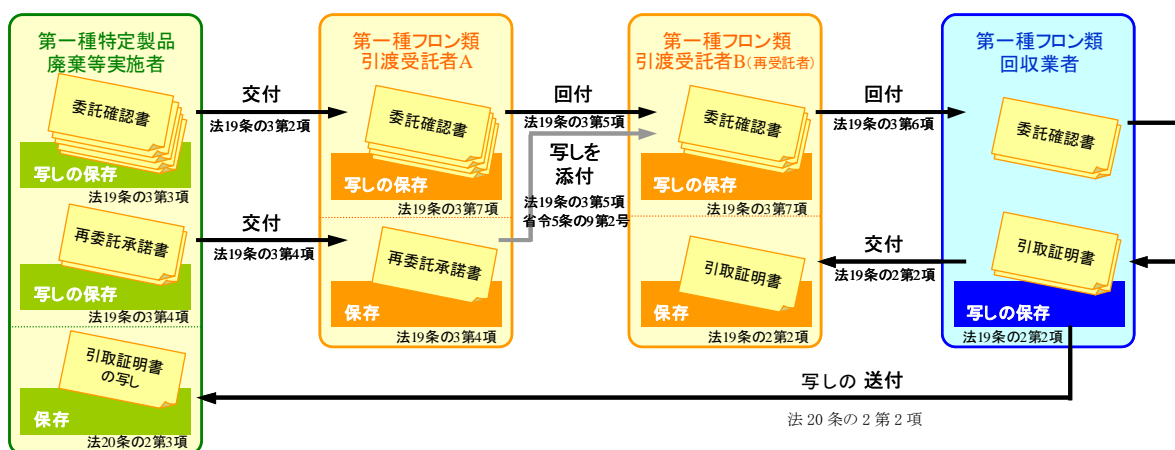 第一種特定製品
廃棄等実施者
委託確認書
写しの保存
法19条の3第3項
再委託承諾書
写しの保存
法19条の3第4項
引取証明書
の写し
保存
法20条の2第3項
交付
法19条の3第2項
交付
法19条の3第4項
第一種フロン類
引渡受託者A
委託確認書
写しの保存
法19条の3第7項
再委託承諾書
保存
法19条の3第4項
回付
法19条の3第5項
写しを
添付
法19条の3第5項
省令5条の9第2号
第一種フロン類
引渡受託者B(再受託者)
委託確認書
写しの保存
法19条の3第7項
引取証明書
保存
法19条の2第2項
回付
法19条の3第6項
交付
法19条の2第2項
第一種フロン類
回収業者
委託確認書
引取証明書
写しの保存
法19条の2第2項
写しの 送付
法 20 条の 2 第 2 項